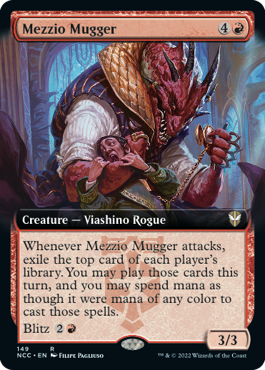 Mezzio Mugger 4
Creature — Viashino Rogue
Whenever Mezzio Mugger attacks,
exile the top card of each player's
library. You may play those cards this
turn, and you may spend mana as
though it were mana of any color to
cast those spells.
Blitz 2
3/3
149 R
NCC • EN Filipe Pagliuso
™ & © 2022 Wizards of the Coast